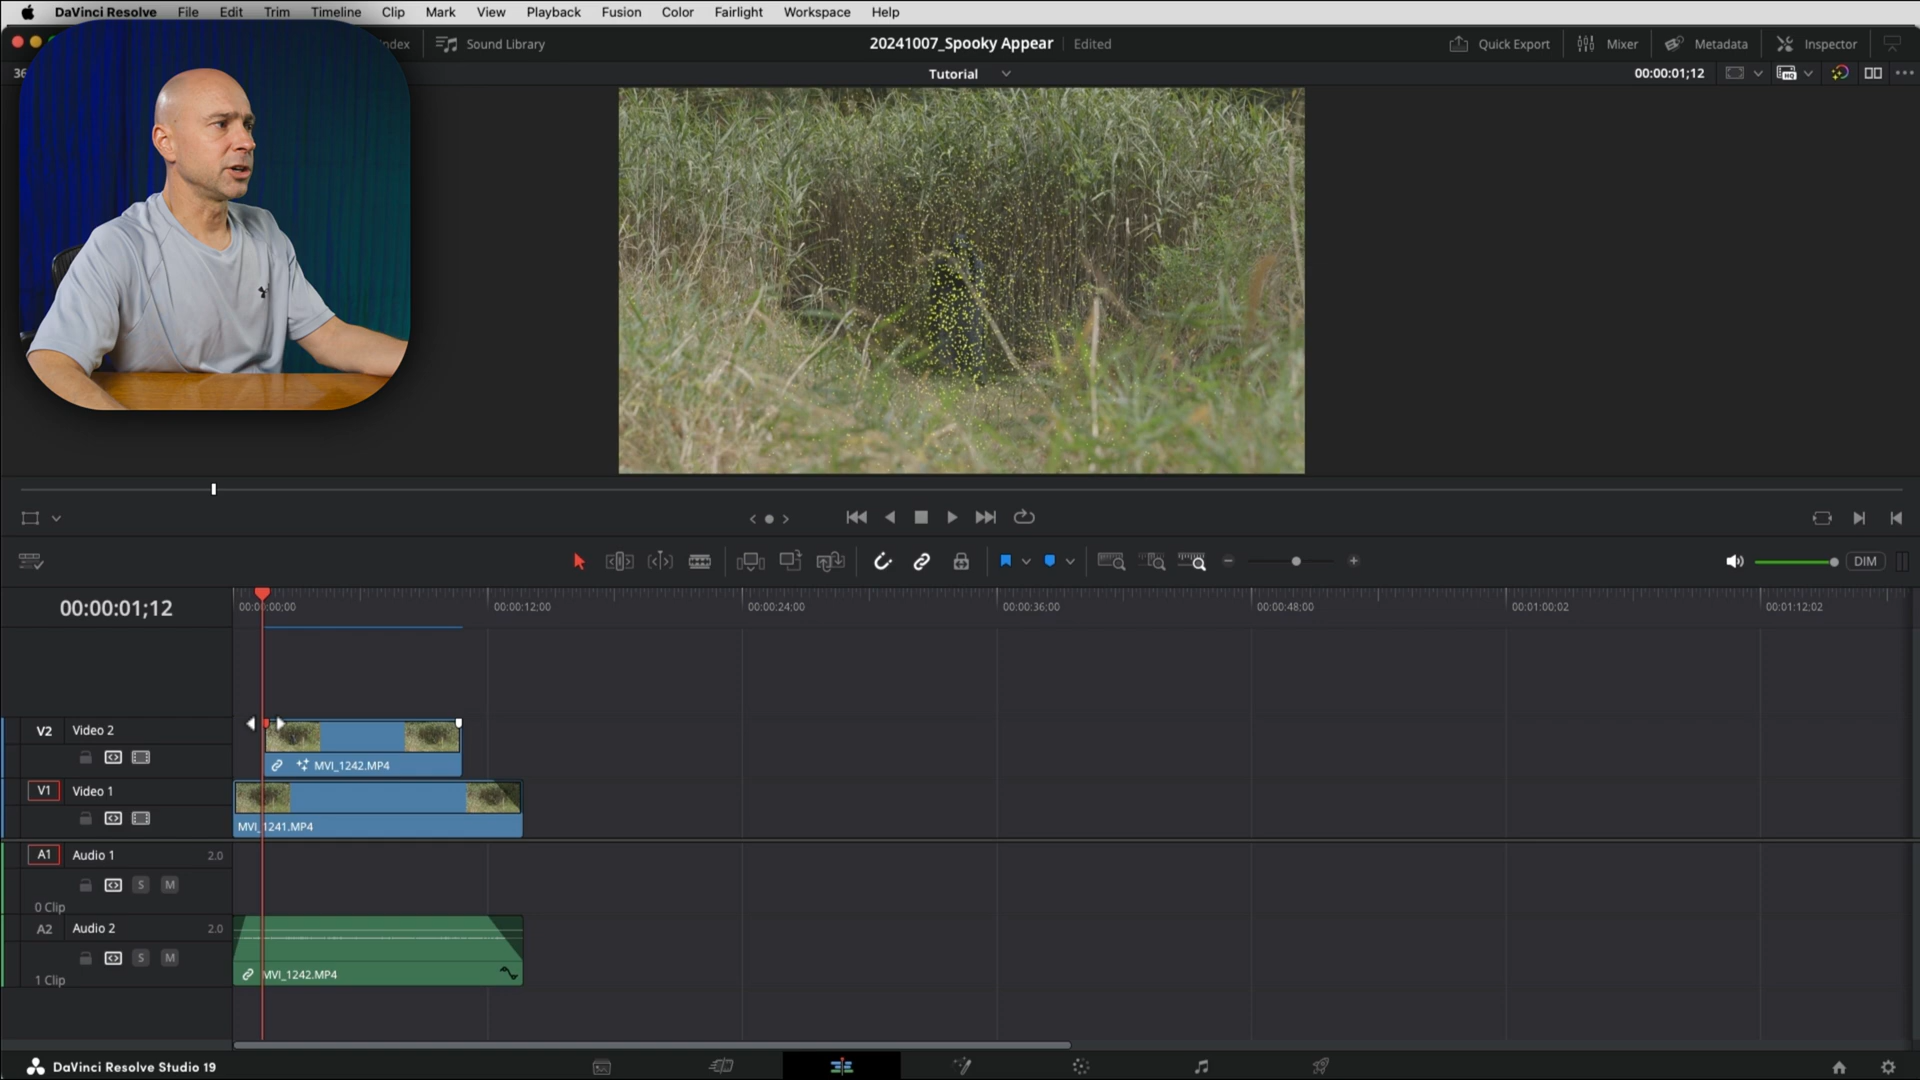 DaVinci Resolve File Edit Trim Timeline Clip Mark View Playback Fusion Color Fairlight Workspace Help
ndex Sound Library 20241007_Spooky Appear Edited Quick Export Mixer Metadata Inspector
36 Tutorial 00:00:01;12
HQ
DIM
00:00:01;12 00:00:00;00 00:00:12;00 00:00:24;00 00:00:36;00 00:00:48;00 00:01:00;02 00:01:12;02
V2 Video 2
MVI_1242.MP4
V1 Video 1
MVI_1241.MP4
A1 Audio 1 2.0
S M
0 Clip
A2 Audio 2 2.0
S M
MVI_1242.MP4
1 Clip
DaVinci Resolve Studio 19